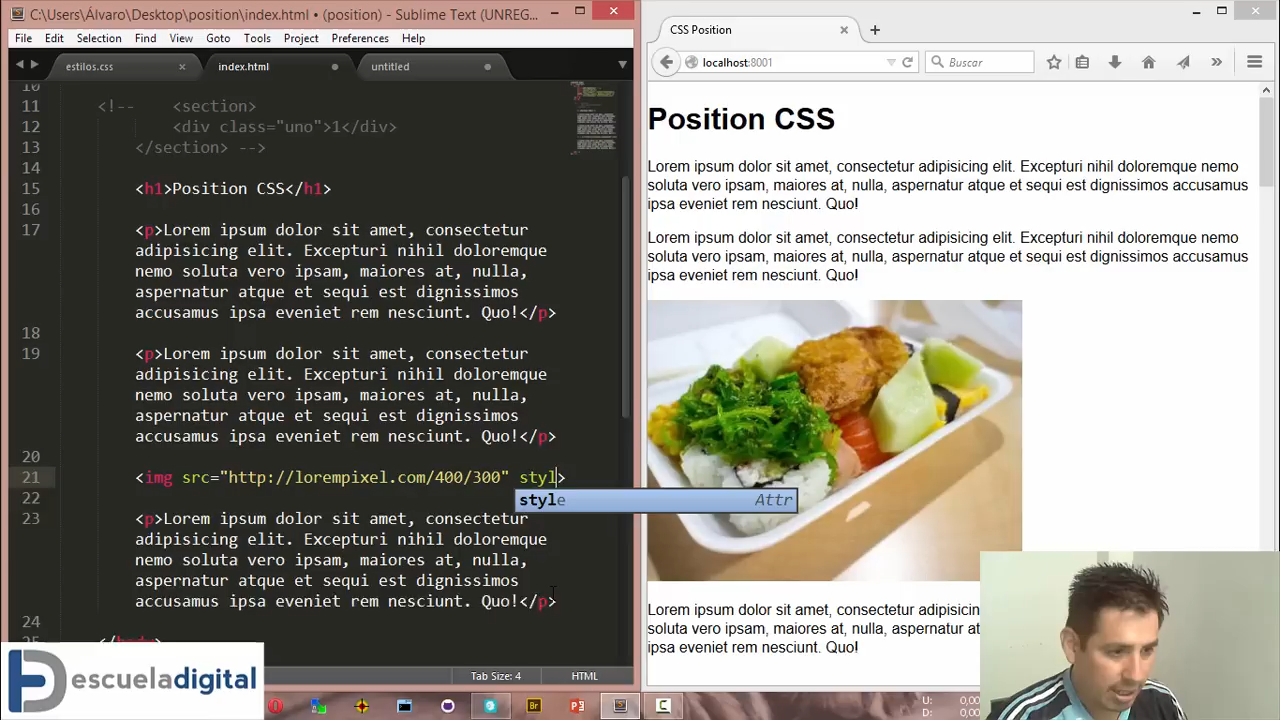 C:\Users\Álvaro\Desktop\position\index.html • (position) - Sublime Text (UNREG...
File Edit Selection Find View Goto Tools Project Preferences Help
estilos.css
index.html
untitled
10
11 <!-- <section>
12 <div class="uno">1</div>
13 </section> -->
14
15 <h1>Position CSS</h1>
16
17 <p>Lorem ipsum dolor sit amet, consectetur
adipisicing elit. Excepturi nihil doloremque
nemo soluta vero ipsam, maiores at, nulla,
aspernatur atque et sequi est dignissimos
accusamus ipsa eveniet rem nesciunt. Quo!</p>
18
19 <p>Lorem ipsum dolor sit amet, consectetur
adipisicing elit. Excepturi nihil doloremque
nemo soluta vero ipsam, maiores at, nulla,
aspernatur atque et sequi est dignissimos
accusamus ipsa eveniet rem nesciunt. Quo!</p>
20
21 <img src="http://lorempixel.com/400/300" styl>
style Attr
22
23 <p>Lorem ipsum dolor sit amet, consectetur
adipisicing elit. Excepturi nihil doloremque
nemo soluta vero ipsam, maiores at, nulla,
aspernatur atque et sequi est dignissimos
accusamus ipsa eveniet rem nesciunt. Quo!</p>
24
25 </body>
escueladigital
Tab Size: 4 HTML
CSS Position
localhost:8001
Buscar
Position CSS
Lorem ipsum dolor sit amet, consectetur adipisicing elit. Excepturi nihil doloremque nemo
soluta vero ipsam, maiores at, nulla, aspernatur atque et sequi est dignissimos accusamus
ipsa eveniet rem nesciunt. Quo!
Lorem ipsum dolor sit amet, consectetur adipisicing elit. Excepturi nihil doloremque nemo
soluta vero ipsam, maiores at, nulla, aspernatur atque et sequi est dignissimos accusamus
ipsa eveniet rem nesciunt. Quo!
Lorem ipsum dolor sit amet, consectetur
soluta vero ipsam, maiores at, nulla, asp
ipsa eveniet rem nesciunt. Quo!
Br
U: 0,00
D: 0,00